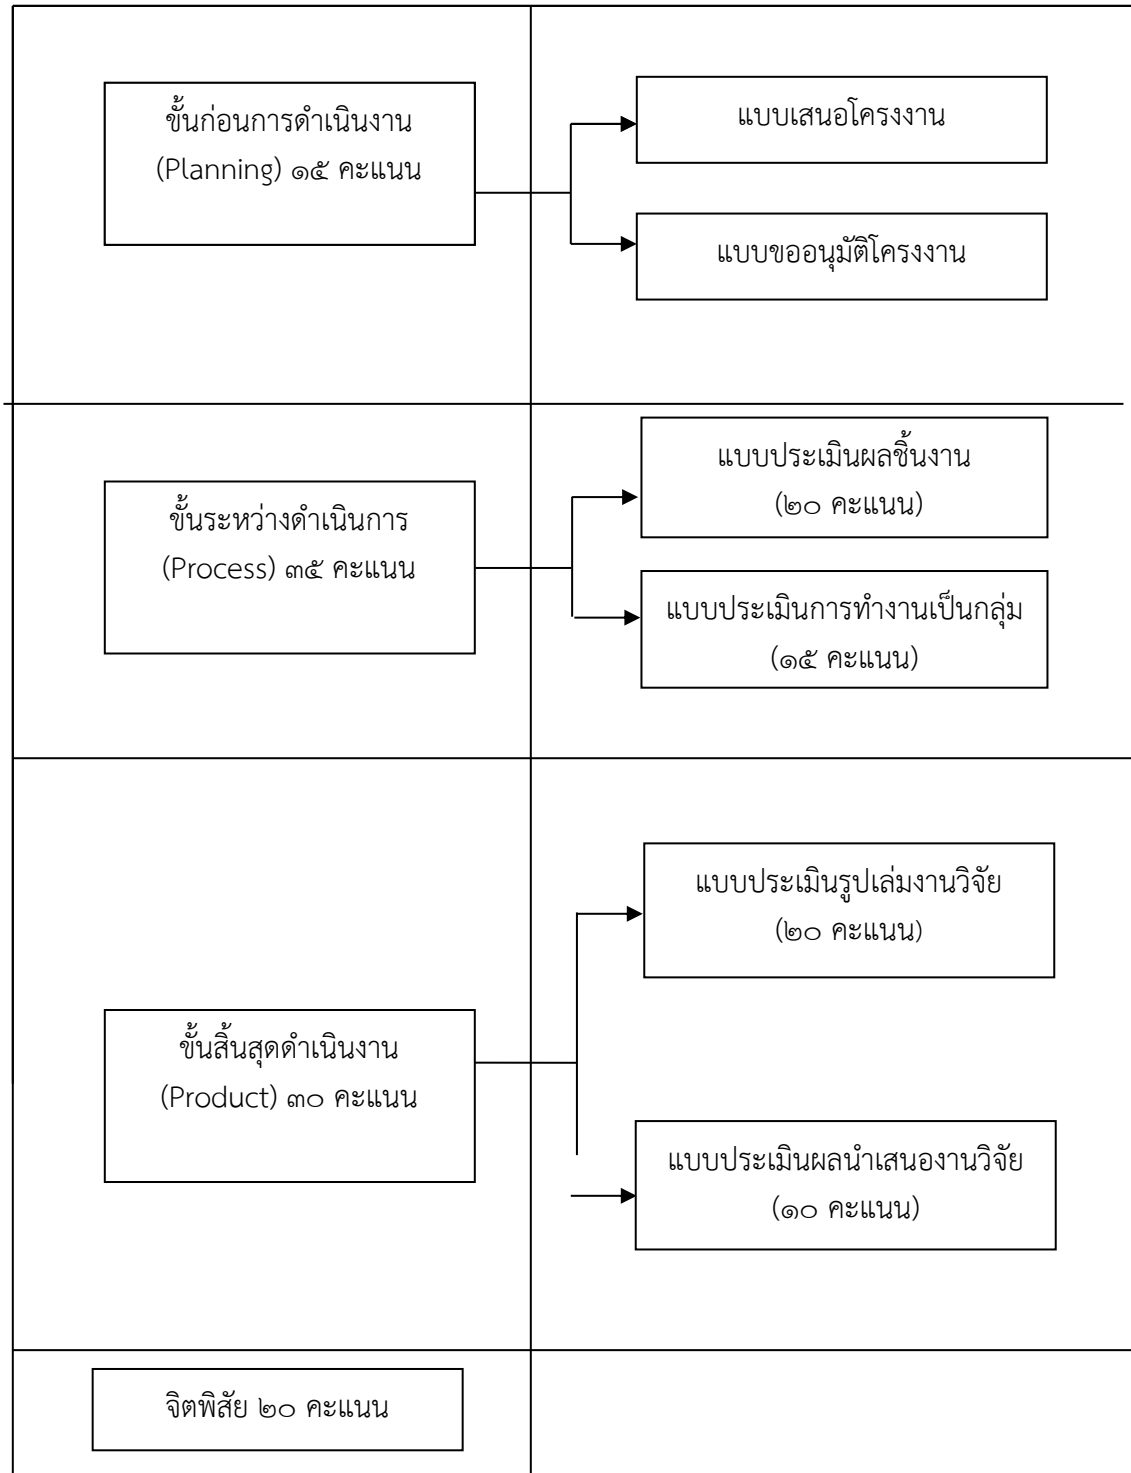 ขั้นก่อนการดำเนินงาน
(Planning) ๑๕ คะแนน
แบบเสนอโครงงาน
แบบขออนุมัติโครงงาน
ขั้นระหว่างดำเนินการ
(Process) ๓๕ คะแนน
แบบประเมินผลชิ้นงาน
(๒๐ คะแนน)
แบบประเมินการทำงานเป็นกลุ่ม
(๑๕ คะแนน)
ขั้นสิ้นสุดดำเนินงาน
(Product) ๓๐ คะแนน
แบบประเมินรูปเล่มงานวิจัย
(๒๐ คะแนน)
แบบประเมินผลนำเสนองานวิจัย
(๑๐ คะแนน)
จิตพิสัย ๒๐ คะแนน